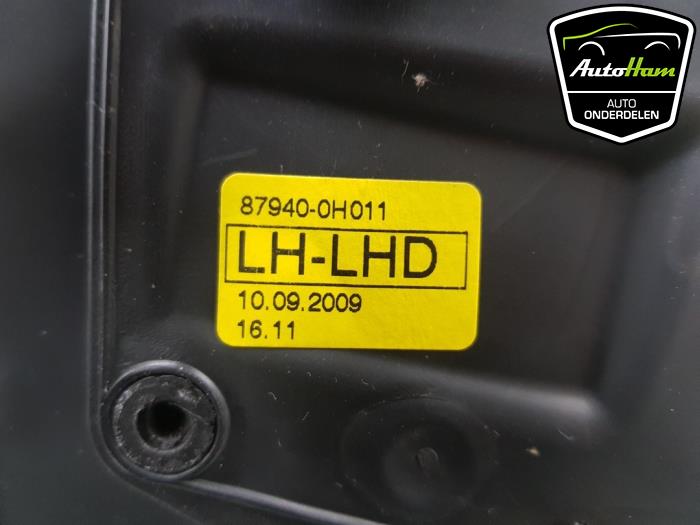 AutoHam
AUTO
ONDERDELEN
87940-0H011
LH-LHD
10.09.2009
16.11